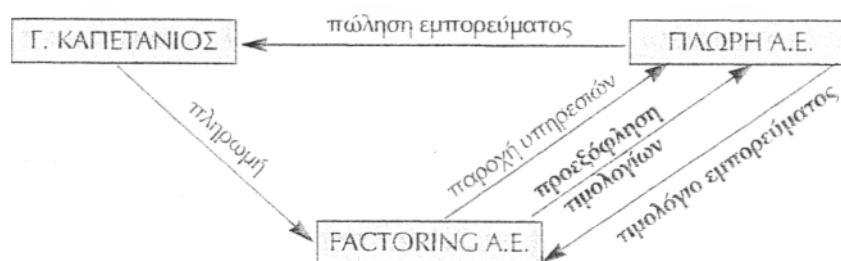 πώληση εμπορεύματος
Γ. ΚΑΠΕΤΑΝΙΟΣ
ΠΛΩΡΗ Α.Ε.
πληρωμή
παροχή υπηρεσιών
προεξόφληση
τιμολογίων
τιμολόγιο εμπορεύματος
FACTORING A.E.